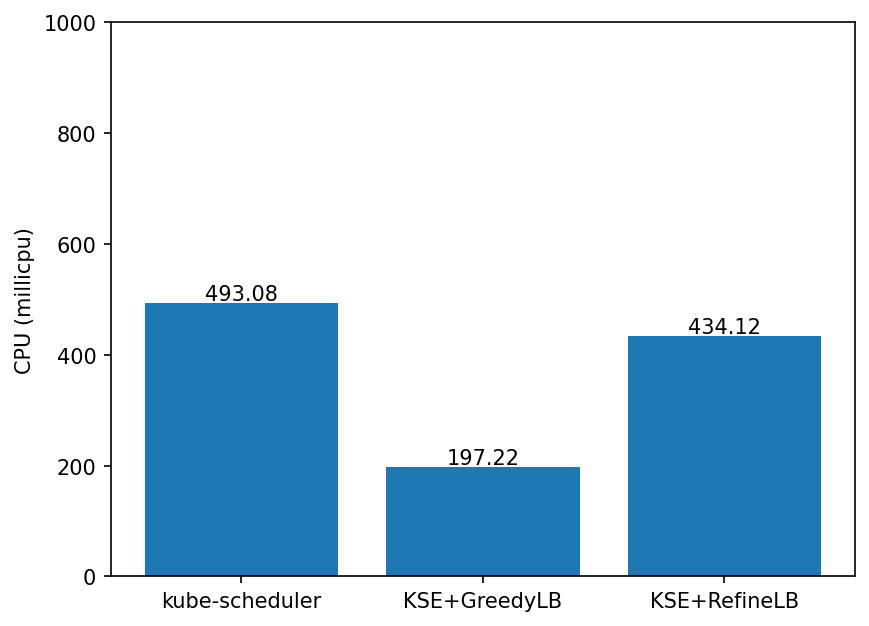 CPU (millicpu)
1000
800
600
400
200
0
493.08
197.22
434.12
kube-scheduler
KSE+GreedyLB
KSE+RefineLB